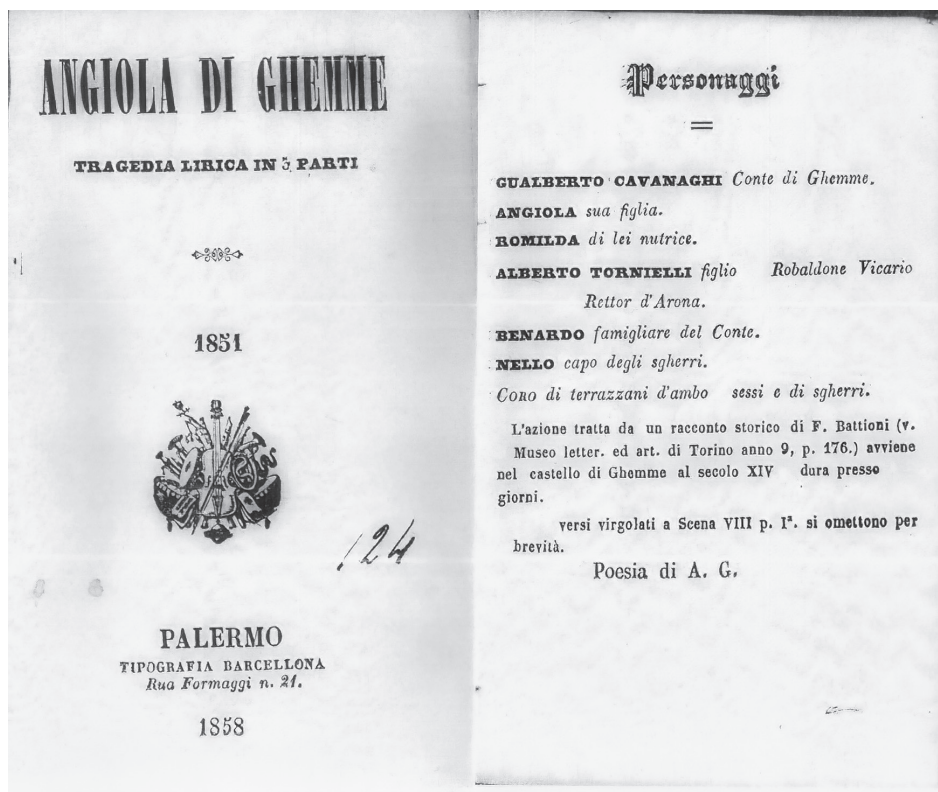 ANGIOLA DI GHEMME
TRAGEDIA LIRICA IN 3 PARTI
1851
124
PALERMO
TIPOGRAFIA BARCELLONA
Rua Formaggi n. 21.
1858
Personaggi
GUALBERTO CAVANAGHI Conte di Ghemme.
ANGIOLA sua figlia.
ROMILDA di lei nutrice.
ALBERTO TORNIELLI figlio Robaldone Vicario
Rettor d'Arona.
BENARDO famigliare del Conte.
NELLO capo degli sgherri.
CORO di terrazzani d'ambo sessi e di sgherri.
L'azione tratta da un racconto storico di F. Battioni (v.
Museo letter. ed art. di Torino anno 9, p. 176.) avviene
nel castello di Ghemme al secolo XIV dura presso
giorni.
versi virgolati a Scena VIII p. 1ª. si omettono per
brevità.
Poesia di A. G.